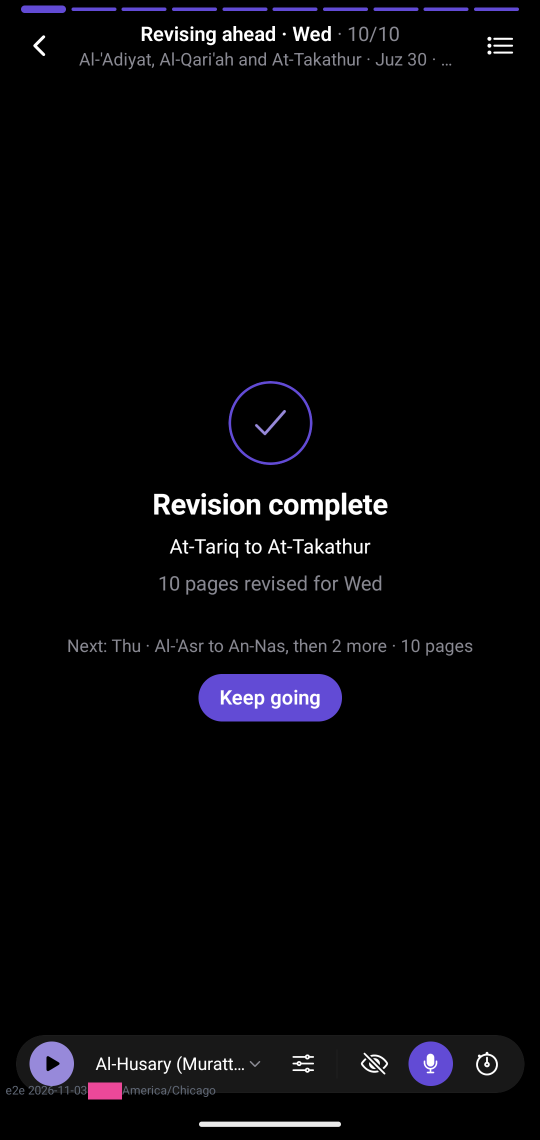 Revising ahead · Wed · 10/10
Al-'Adiyat, Al-Qari'ah and At-Takathur · Juz 30 · …
Revision complete
At-Tariq to At-Takathur
10 pages revised for Wed
Next: Thu · Al-'Asr to An-Nas, then 2 more · 10 pages
Keep going
Al-Husary (Muratt…
e2e 2026-11-03 America/Chicago